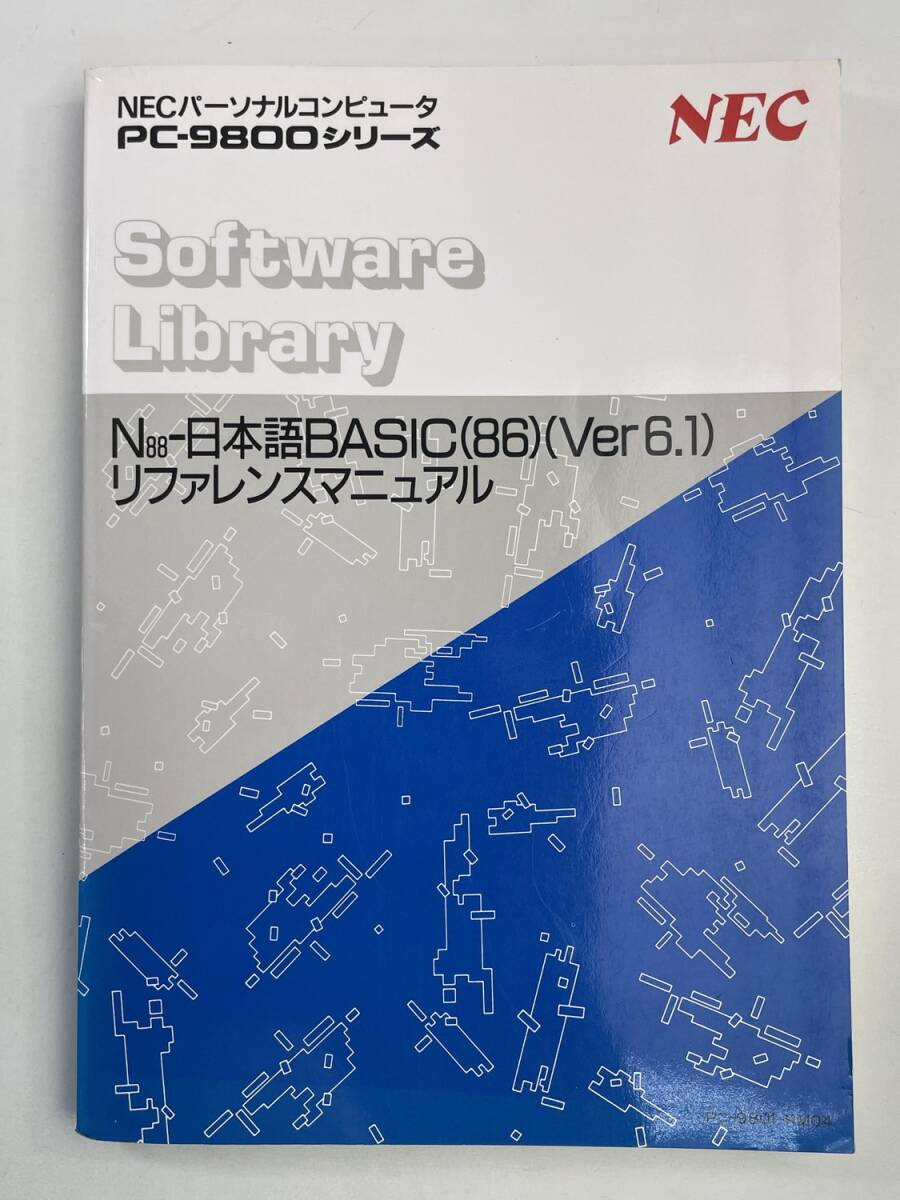 NECパーソナルコンピュータ
PC-9800シリーズ
NEC
Software
Library
N88-日本語BASIC(86)(Ver6.1)
リファレンスマニュアル